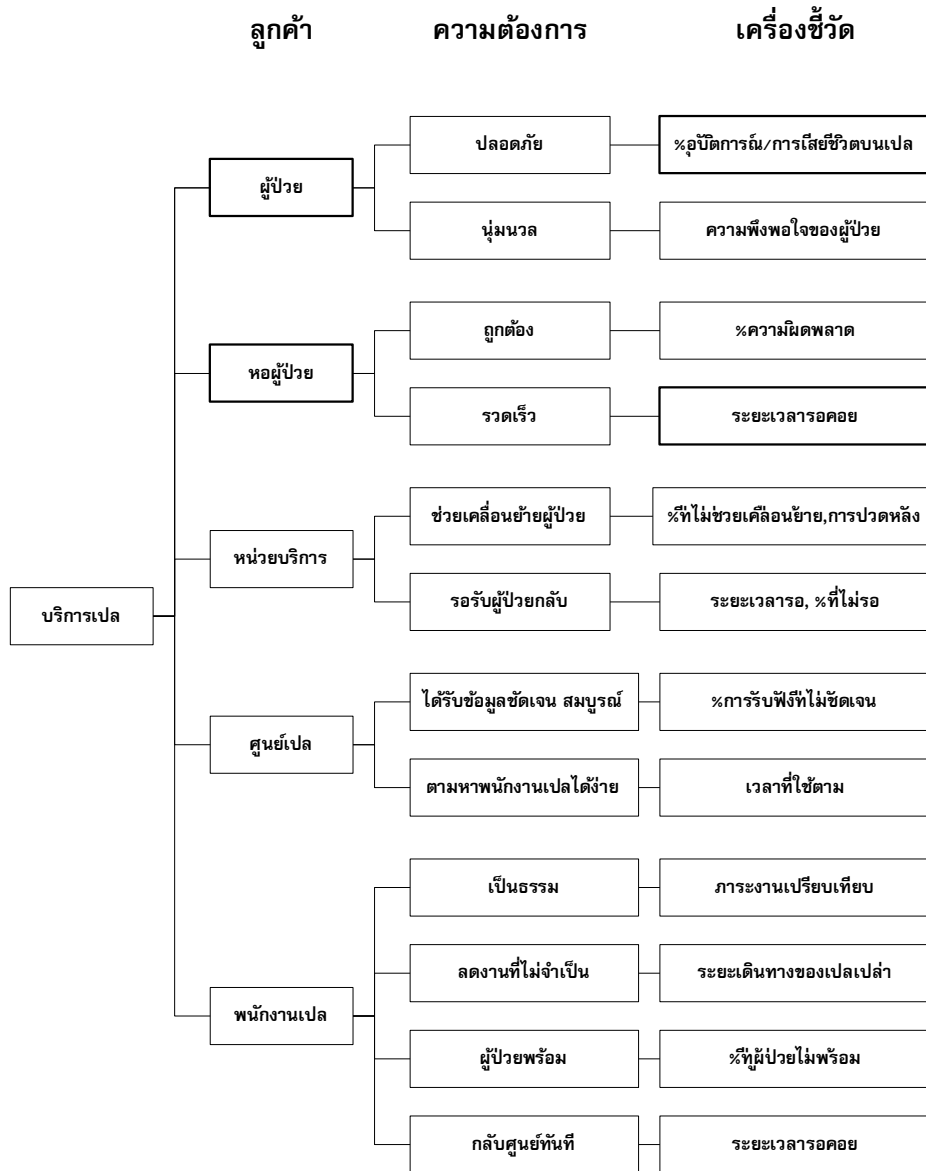 ลูกค้า ความต้องการ เครื่องชี้วัด
ปลอดภัย %อุบัติการณ์/การเสียชีวิตบนเปล
ผู้ป่วย
นุ่มนวล ความพึงพอใจของผู้ป่วย
ถูกต้อง %ความผิดพลาด
หอผู้ป่วย
รวดเร็ว ระยะเวลารอคอย
ช่วยเคลื่อนย้ายผู้ป่วย %ที่ไม่ช่วยเคลื่อนย้าย,การปวดหลัง
หน่วยบริการ
รอรับผู้ป่วยกลับ ระยะเวลารอ, %ที่ไม่รอ
บริการเปล
ได้รับข้อมูลชัดเจน สมบูรณ์ %การรับฟังที่ไม่ชัดเจน
ศูนย์เปล
ตามหาพนักงานเปลได้ง่าย เวลาที่ใช้ตาม
เป็นธรรม ภาระงานเปรียบเทียบ
ลดงานที่ไม่จำเป็น ระยะเดินทางของเปลเปล่า
พนักงานเปล
ผู้ป่วยพร้อม %ที่ผู้ป่วยไม่พร้อม
กลับศูนย์ทันที ระยะเวลารอคอย